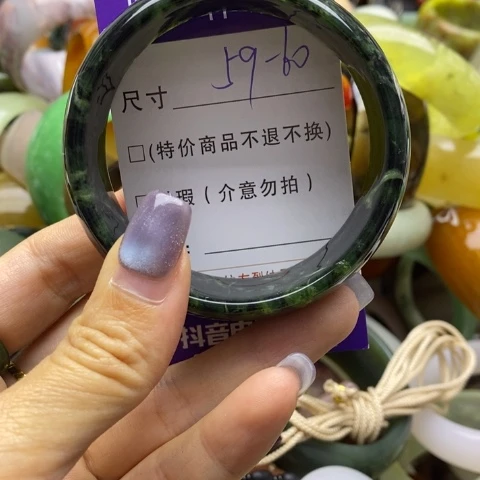 尺寸 59-60
□(特价商品不退不换)
瑕(介意勿拍)
:
抖音电